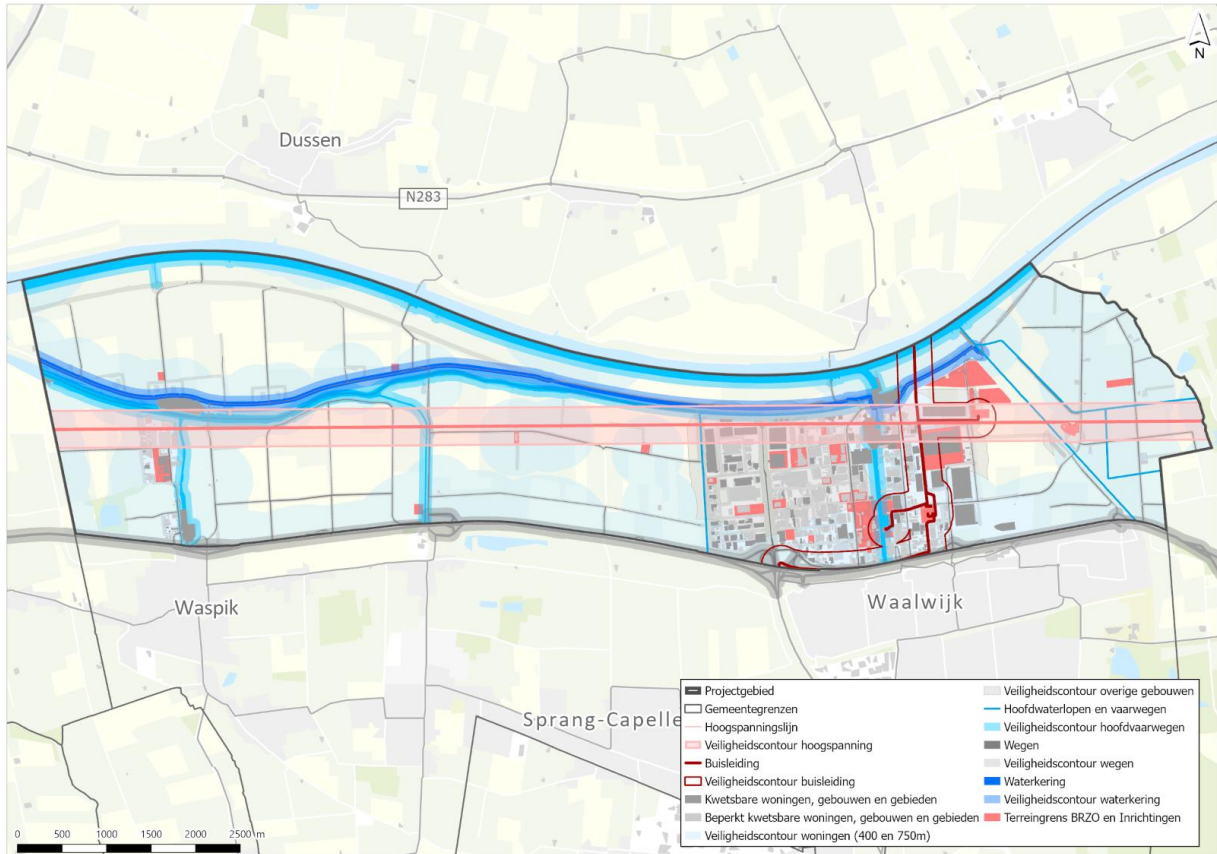 N
Dussen
N283
Waspik
Waalwijk
Sprang-Capelle
0 500 1000 1500 2000 2500 m
Projectgebied
Gemeentegrenzen
Hoogspanningslijn
Veiligheidscontour hoogspanning
Buisleiding
Veiligheidscontour buisleiding
Kwetsbare woningen, gebouwen en gebieden
Beperkt kwetsbare woningen, gebouwen en gebieden
Veiligheidscontour woningen (400 en 750m)
Veiligheidscontour overige gebouwen
Hoofdwaterlopen en vaarwegen
Veiligheidscontour hoofdvaarwegen
Wegen
Veiligheidscontour wegen
Waterkering
Veiligheidscontour waterkering
Terreingrens BRZO en Inrichtingen